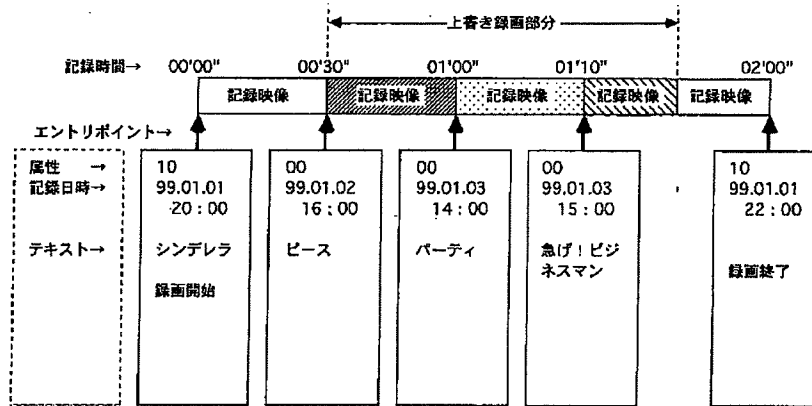 上書き録画部分
記録時間→ 00'00" 00'30" 01'00" 01'10" 02'00"
記録映像 記録映像 記録映像 記録映像 記録映像
エントリポイント→
属性 → 10 00 00 00 10
記録日時→ 99.01.01 99.01.02 99.01.03 99.01.03 99.01.01
20:00 16:00 14:00 15:00 22:00
テキスト→ シンデレラ ピース パーティ 急げ!ビジ
ネスマン
録画開始 録画終了